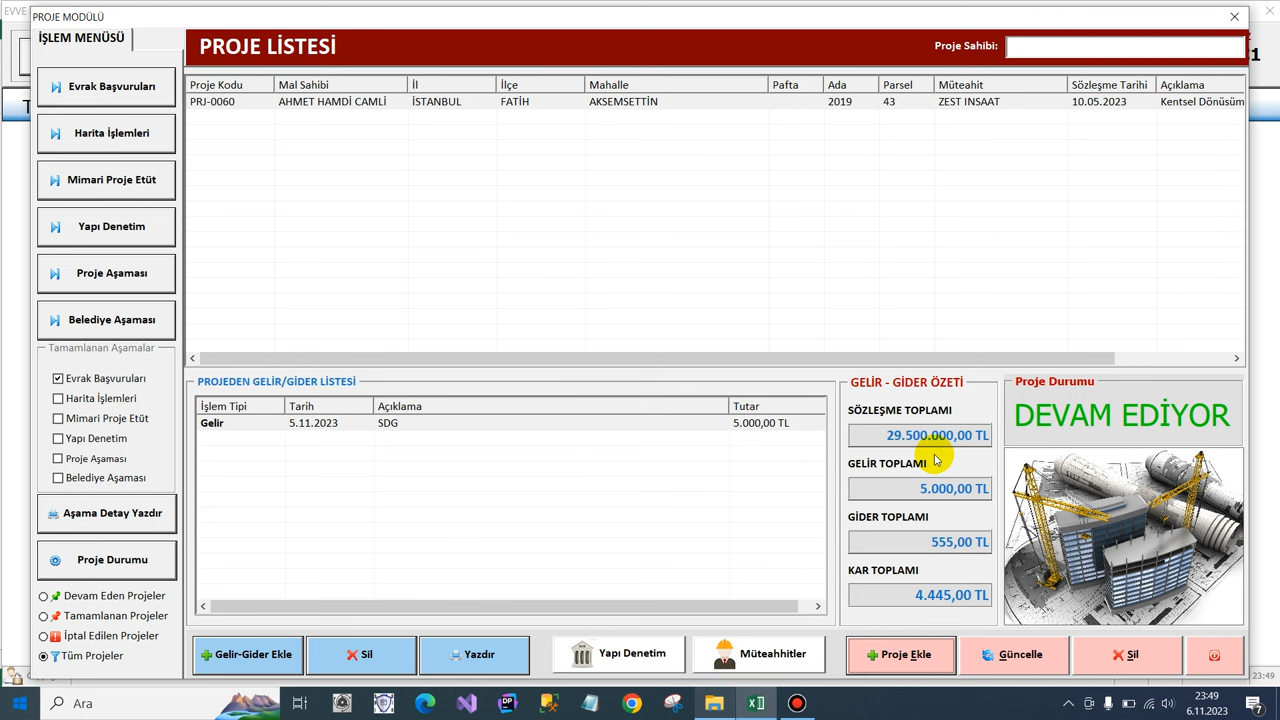 EVVE
PROJE MODÜLÜ
İŞLEM MENÜSÜ
PROJE LİSTESİ
Proje Sahibi:
Evrak Başvuruları
Harita İşlemleri
Mimari Proje Etüt
Yapı Denetim
Proje Aşaması
Belediye Aşaması
Proje Kodu Mal Sahibi İl İlçe Mahalle Pafta Ada Parsel Müteahit Sözleşme Tarihi Açıklama
PRJ-0060 AHMET HAMDİ CAMLİ İSTANBUL FATİH AKSEMSETTİN 2019 43 ZEST INSAAT 10.05.2023 Kentsel Dönüsüm
Tamamlanan Aşamalar
Evrak Başvuruları
Harita İşlemleri
Mimari Proje Etüt
Yapı Denetim
Proje Aşaması
Belediye Aşaması
Aşama Detay Yazdır
Proje Durumu
Devam Eden Projeler
Tamamlanan Projeler
İptal Edilen Projeler
Tüm Projeler
PROJEDEN GELİR/GİDER LİSTESİ
İşlem Tipi Tarih Açıklama Tutar
Gelir 5.11.2023 SDG 5.000,00 TL
GELİR - GİDER ÖZETİ
SÖZLEŞME TOPLAMI
29.500.000,00 TL
GELİR TOPLAMI
5.000,00 TL
GİDER TOPLAMI
555,00 TL
KAR TOPLAMI
4.445,00 TL
Proje Durumu
DEVAM EDİYOR
Gelir-Gider Ekle
Sil
Yazdır
Yapı Denetim
Müteahhitler
Proje Ekle
Güncelle
Sil
23:49
Ara
DP
23:49
6.11.2023
7